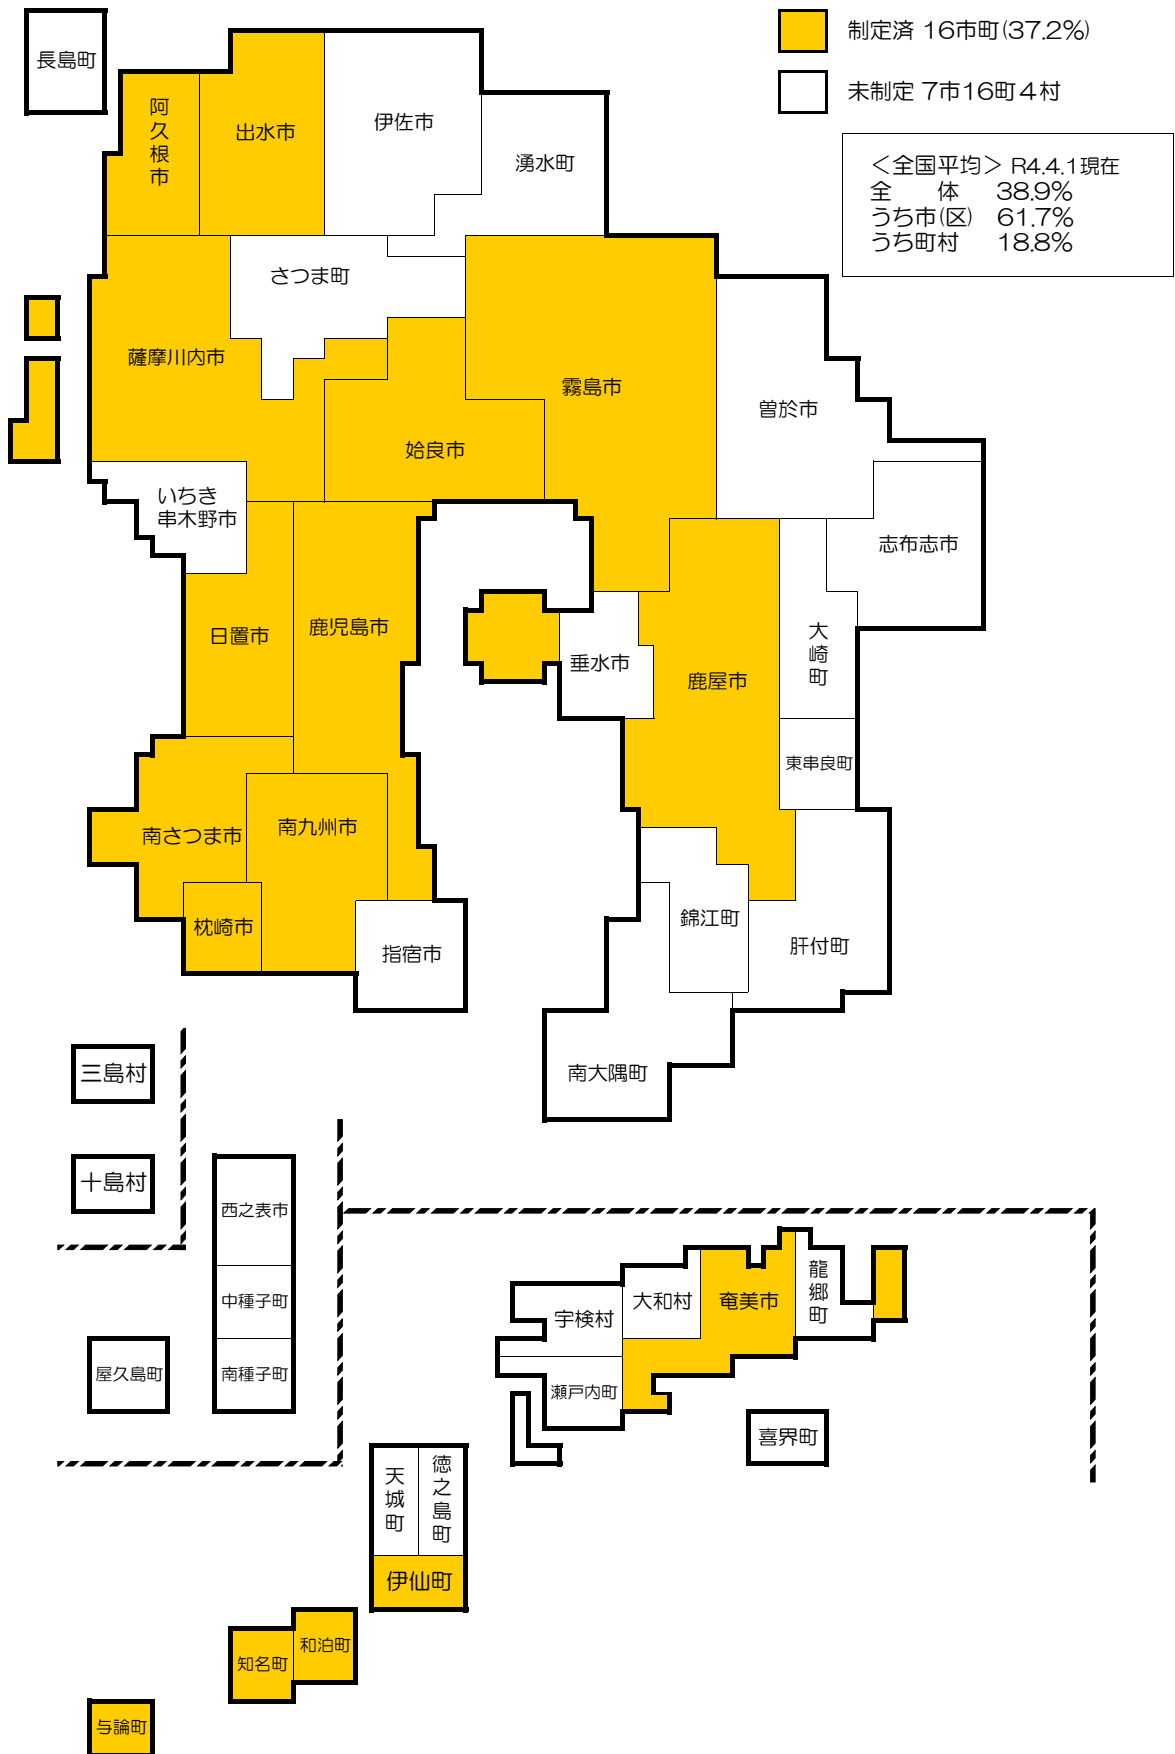 長島町
制定済 16市町(37.2%)
未制定 7市16町4村
<全国平均> R4.4.1現在
全　　体　38.9%
うち市(区)　61.7%
うち町村　18.8%
阿久根市
出水市
伊佐市
湧水町
さつま町
薩摩川内市
霧島市
曽於市
姶良市
いちき
串木野市
志布志市
日置市
鹿児島市
垂水市
鹿屋市
大崎町
東串良町
南さつま市
南九州市
枕崎市
指宿市
錦江町
肝付町
南大隅町
三島村
十島村
西之表市
中種子町
南種子町
屋久島町
宇検村
大和村
奄美市
龍郷町
瀬戸内町
喜界町
天城町
徳之島町
伊仙町
和泊町
知名町
与論町